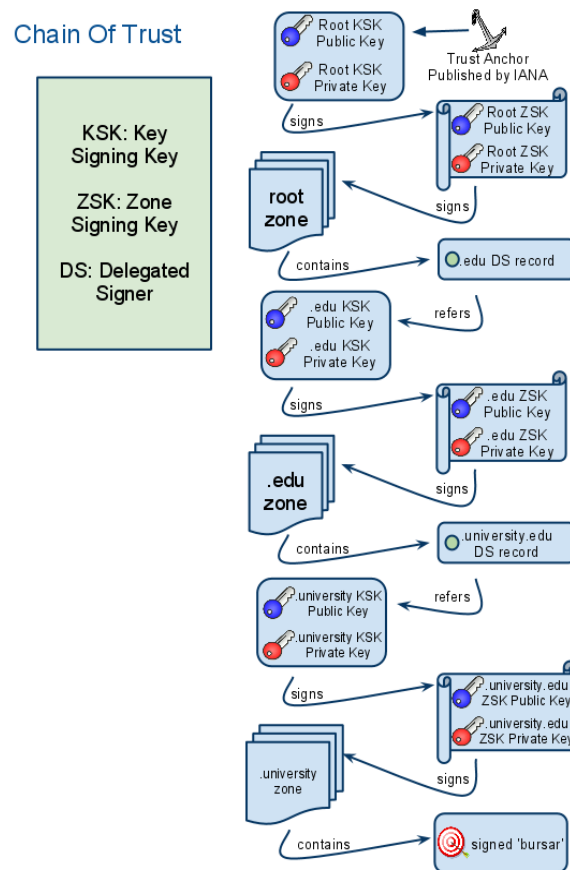 Chain Of Trust
KSK: Key
Signing Key
ZSK: Zone
Signing Key
DS: Delegated
Signer
Root KSK
Public Key
Root KSK
Private Key
Trust Anchor
Published by IANA
signs
Root ZSK
Public Key
Root ZSK
Private Key
signs
root
zone
contains
.edu DS record
refers
.edu KSK
Public Key
.edu KSK
Private Key
signs
.edu ZSK
Public Key
.edu ZSK
Private Key
signs
.edu
zone
contains
.university.edu
DS record
refers
.university KSK
Public Key
.university KSK
Private Key
signs
.university.edu
ZSK Public Key
.university.edu
ZSK Private Key
signs
.university
zone
contains
signed 'bursar'